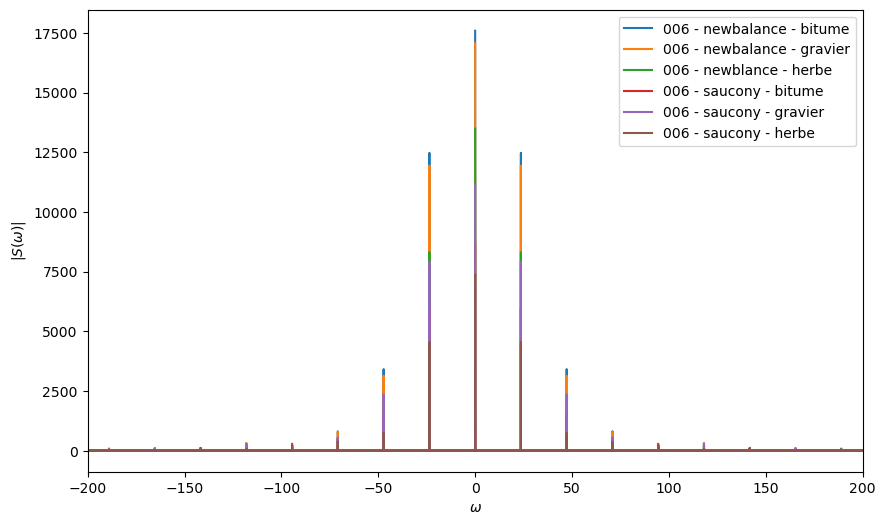 006 - newbalance - bitume
006 - newbalance - gravier
006 - newblance - herbe
006 - saucony - bitume
006 - saucony - gravier
006 - saucony - herbe
17500
15000
12500
10000
7500
5000
2500
0
|S(ω)|
−200
−150
−100
−50
0
50
100
150
200
ω